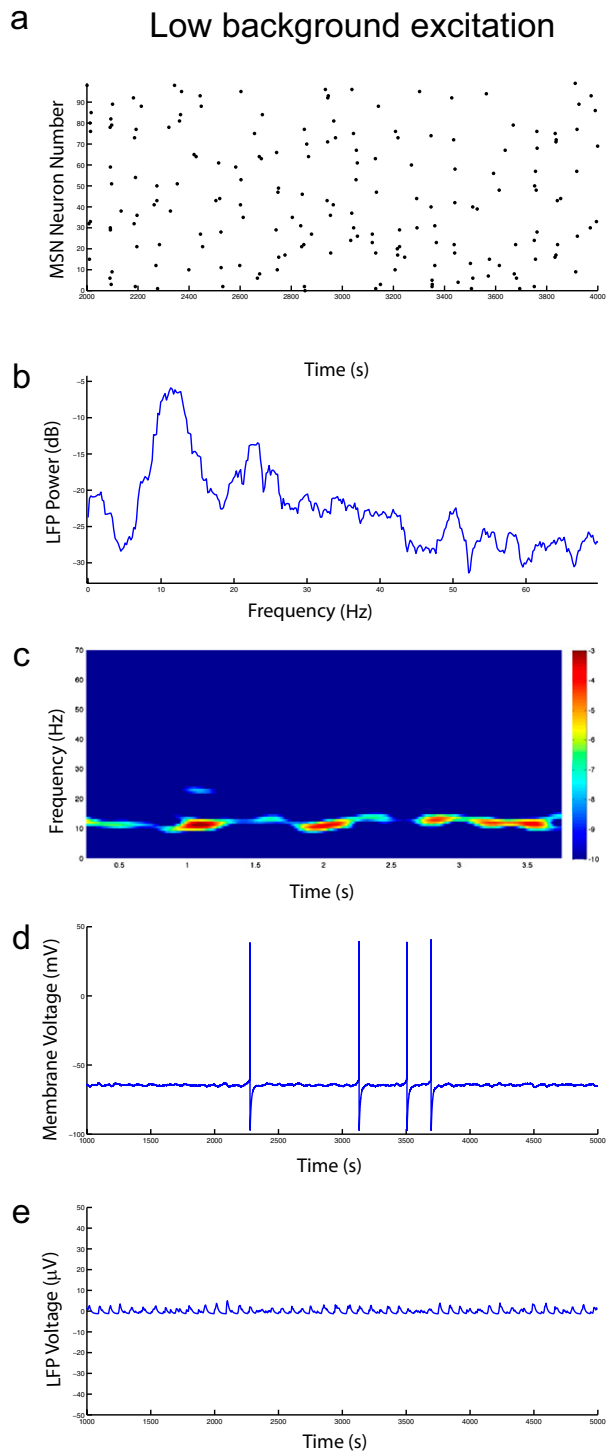 a
Low background excitation
MSN Neuron Number
90
80
70
60
50
40
30
20
10
0
2000 2200 2400 2600 2800 3000 3200 3400 3600 3800 4000
Time (s)
b
LFP Power (dB)
−5
−10
−15
−20
−25
−30
0 10 20 30 40 50 60
Frequency (Hz)
c
Frequency (Hz)
70
60
50
40
30
20
10
0
0.5 1 1.5 2 2.5 3 3.5
-3
-4
-5
-6
-7
-8
-9
-10
Time (s)
d
Membrane Voltage (mV)
50
0
−50
−100
1000 1500 2000 2500 3000 3500 4000 4500 5000
Time (s)
e
LFP Voltage (μV)
50
40
30
20
10
0
−10
−20
−30
−40
−50
1000 1500 2000 2500 3000 3500 4000 4500 5000
Time (s)